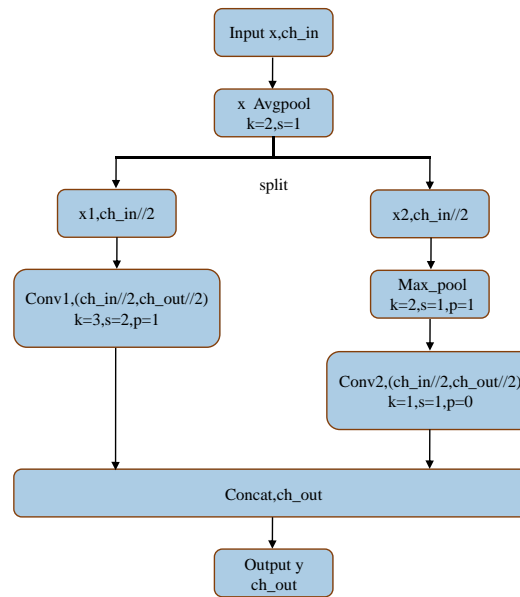 Input x,ch_in
x Avgpool
k=2,s=1
split
x1,ch_in//2
x2,ch_in//2
Conv1,(ch_in//2,ch_out//2)
k=3,s=2,p=1
Max_pool
k=2,s=1,p=1
Conv2,(ch_in//2,ch_out//2)
k=1,s=1,p=0
Concat,ch_out
Output y
ch_out